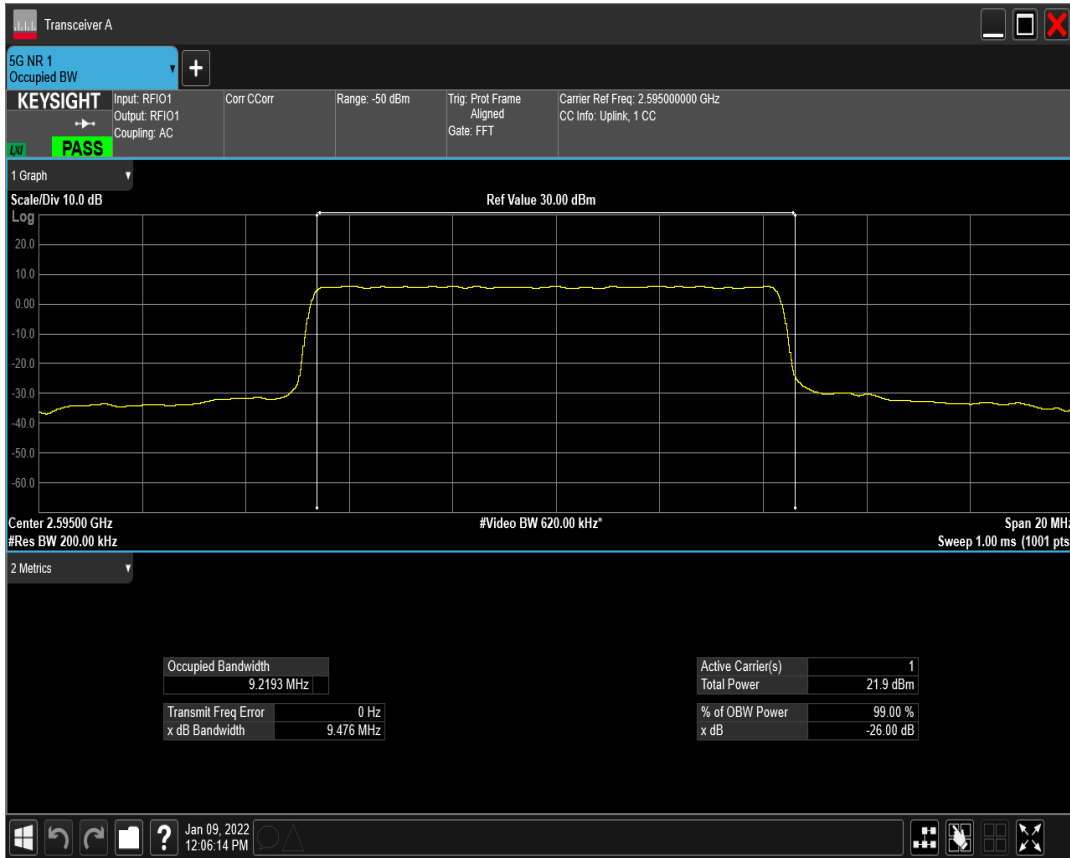 Transceiver A
5G NR 1
Occupied BW
KEYSIGHT
Input: RFIO1
Output: RFIO1
Coupling: AC
LXI
PASS
Corr CCorr
Range: -50 dBm
Trig: Prot Frame
Aligned
Gate: FFT
Carrier Ref Freq: 2.595000000 GHz
CC Info: Uplink, 1 CC
1 Graph
Scale/Div 10.0 dB
Ref Value 30.00 dBm
Log
20.0
10.0
0.00
-10.0
-20.0
-30.0
-40.0
-50.0
-60.0
Center 2.59500 GHz
#Video BW 620.00 kHz*
Span 20 MHz
#Res BW 200.00 kHz
Sweep 1.00 ms (1001 pts
2 Metrics
Occupied Bandwidth
9.2193 MHz
Transmit Freq Error 0 Hz
x dB Bandwidth 9.476 MHz
Active Carrier(s) 1
Total Power 21.9 dBm
% of OBW Power 99.00 %
x dB -26.00 dB
?
Jan 09, 2022
12:06:14 PM